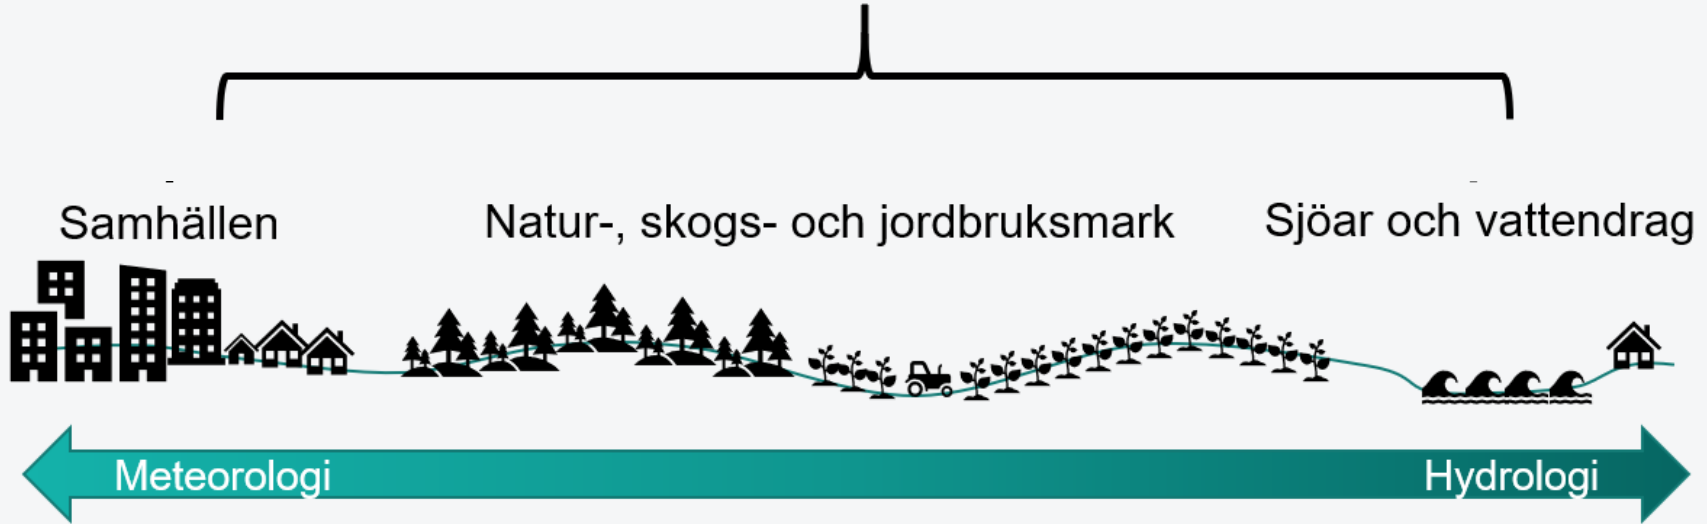 Samhällen
Natur-, skogs- och jordbruksmark
Sjöar och vattendrag
Meteorologi
Hydrologi